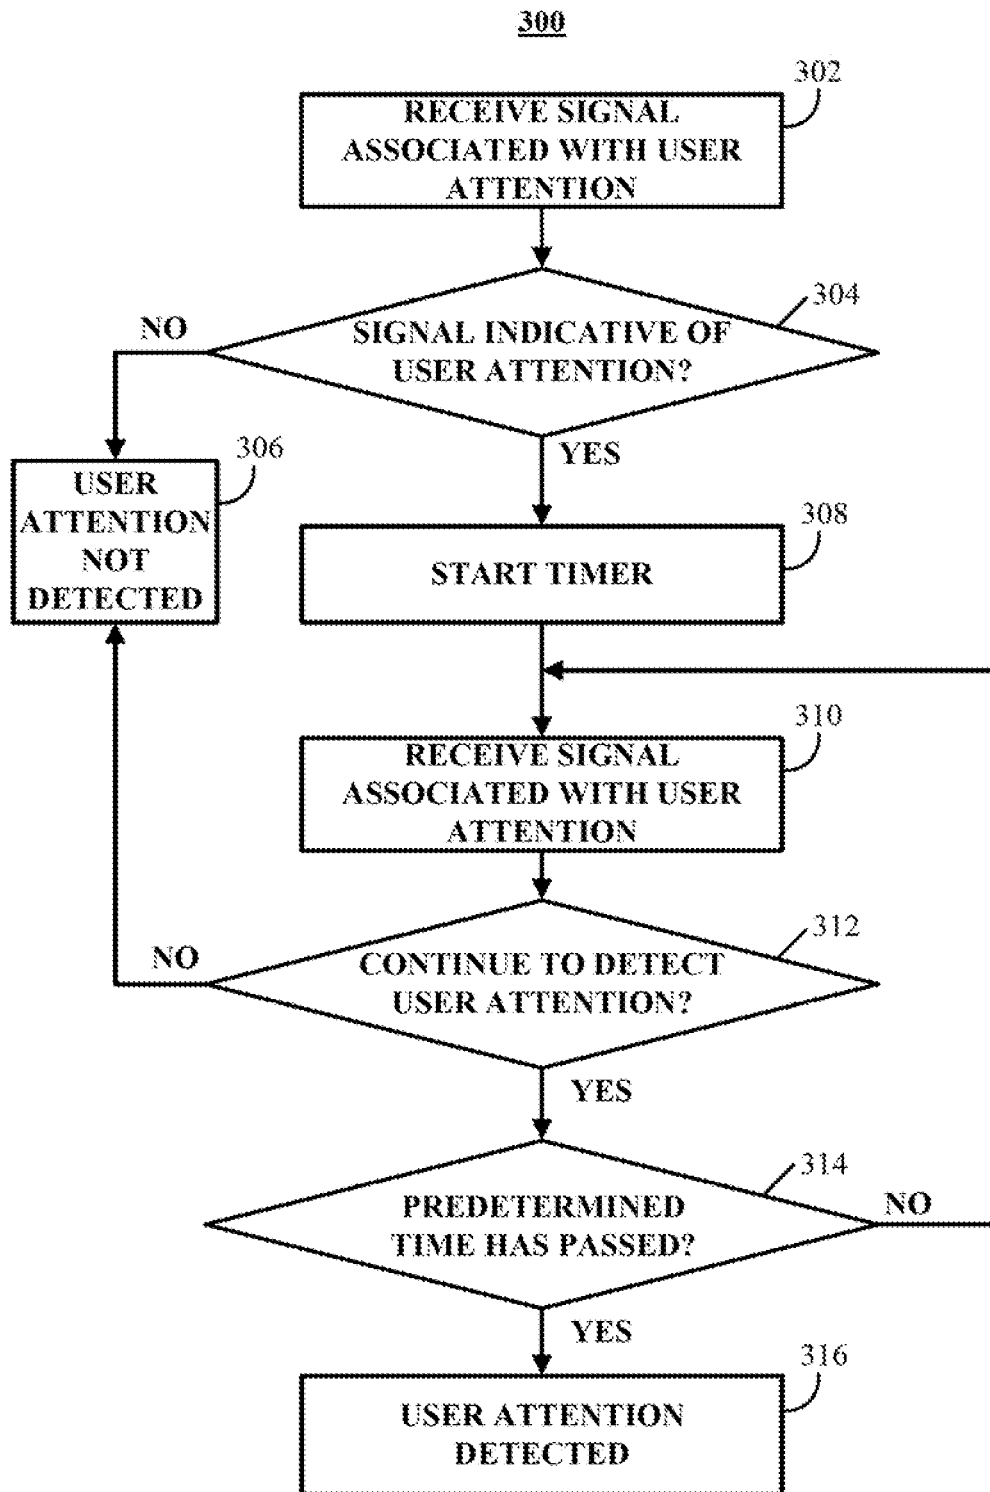 300
302
RECEIVE SIGNAL
ASSOCIATED WITH USER
ATTENTION
304
SIGNAL INDICATIVE OF
USER ATTENTION?
NO
YES
306
USER
ATTENTION
NOT
DETECTED
308
START TIMER
310
RECEIVE SIGNAL
ASSOCIATED WITH USER
ATTENTION
312
CONTINUE TO DETECT
USER ATTENTION?
NO
YES
314
PREDETERMINED
TIME HAS PASSED?
NO
YES
316
USER ATTENTION
DETECTED